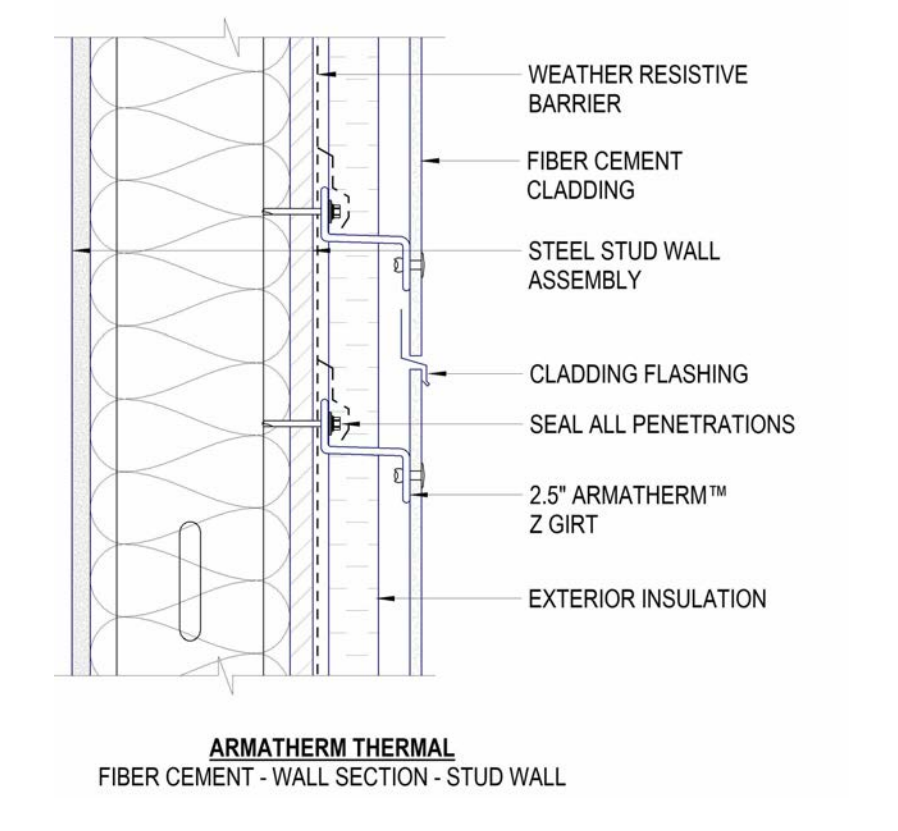 WEATHER RESISTIVE
BARRIER
FIBER CEMENT
CLADDING
STEEL STUD WALL
ASSEMBLY
CLADDING FLASHING
SEAL ALL PENETRATIONS
2.5" ARMATHERM™
Z GIRT
EXTERIOR INSULATION
ARMATHERM THERMAL
FIBER CEMENT - WALL SECTION - STUD WALL